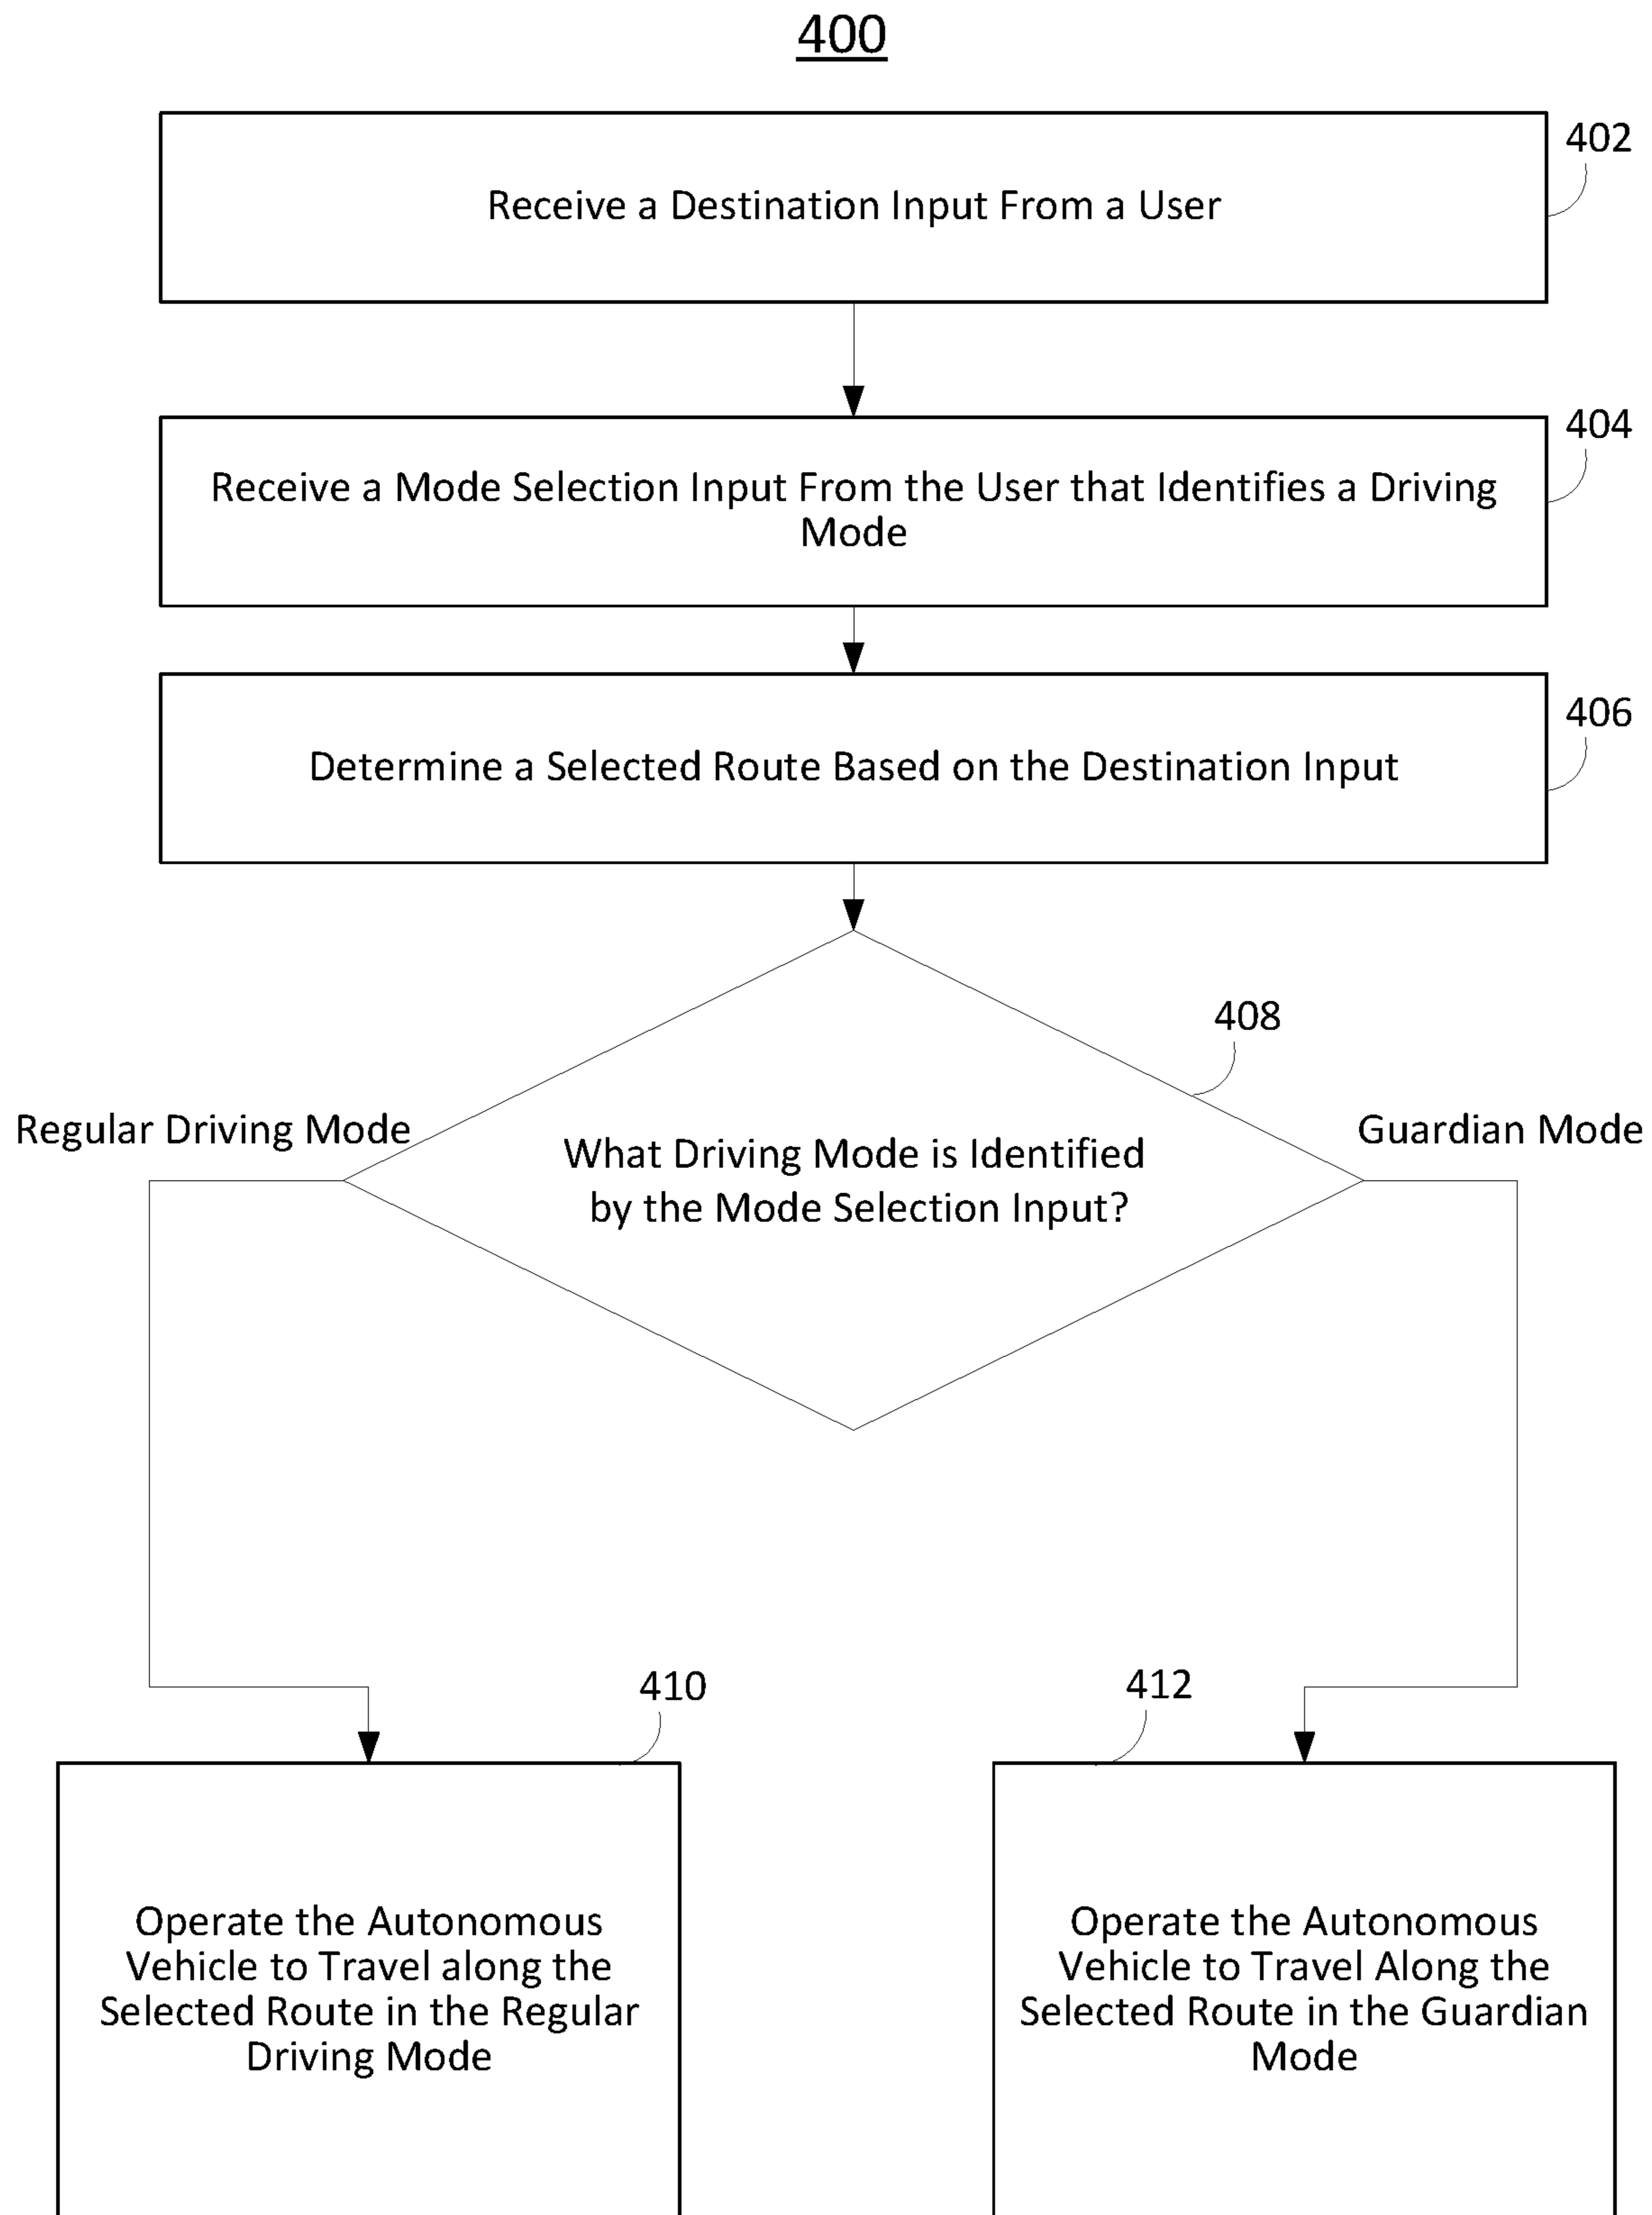 400
402
Receive a Destination Input From a User
404
Receive a Mode Selection Input From the User that Identifies a Driving
Mode
406
Determine a Selected Route Based on the Destination Input
408
Regular Driving Mode
Guardian Mode
What Driving Mode is Identified
by the Mode Selection Input?
410
412
Operate the Autonomous
Vehicle to Travel along the
Selected Route in the Regular
Driving Mode
Operate the Autonomous
Vehicle to Travel Along the
Selected Route in the Guardian
Mode